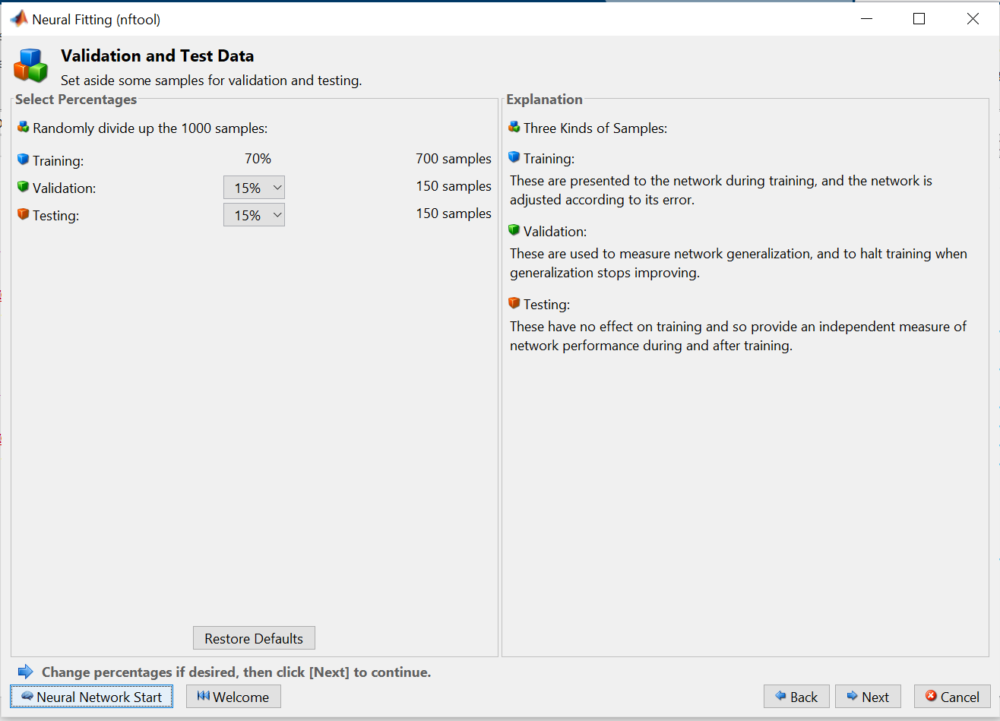 Neural Fitting (nftool)
Validation and Test Data
Set aside some samples for validation and testing.
Select Percentages
Randomly divide up the 1000 samples:
Training: 70% 700 samples
Validation: 15% 150 samples
Testing: 15% 150 samples
Restore Defaults
Explanation
Three Kinds of Samples:
Training:
These are presented to the network during training, and the network is
adjusted according to its error.
Validation:
These are used to measure network generalization, and to halt training when
generalization stops improving.
Testing:
These have no effect on training and so provide an independent measure of
network performance during and after training.
Change percentages if desired, then click [Next] to continue.
Neural Network Start Welcome Back Next Cancel